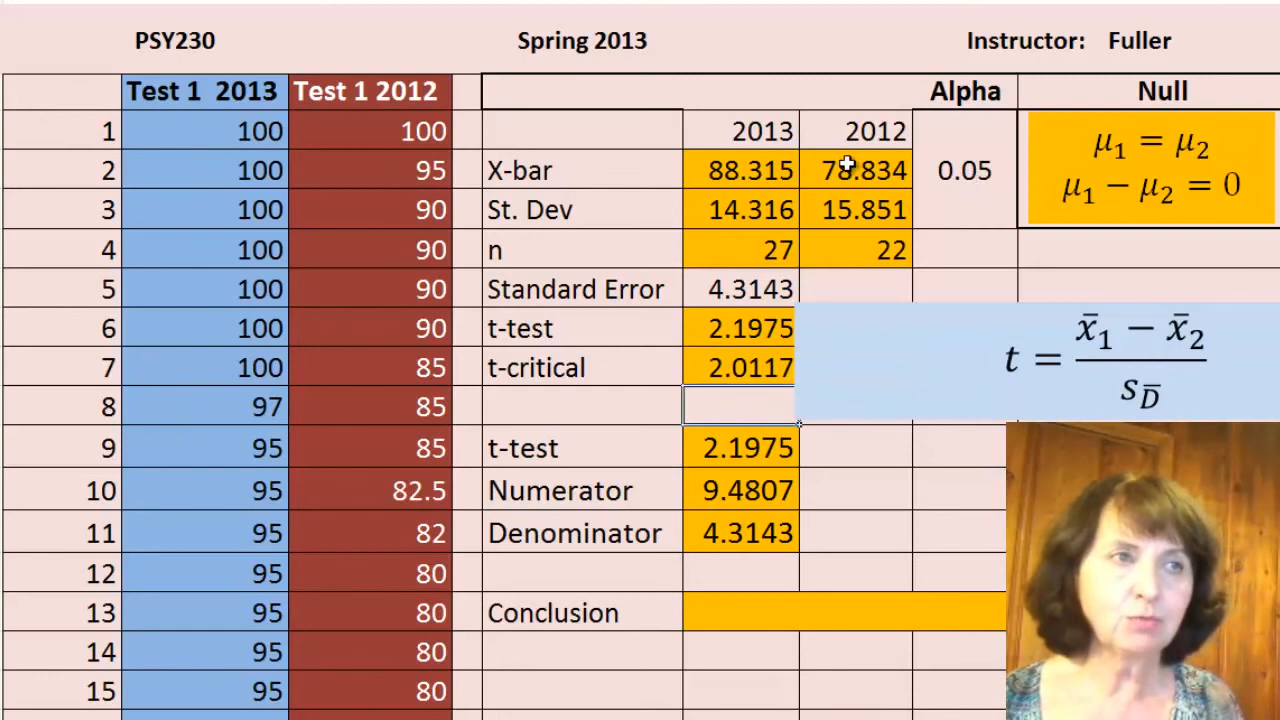 PSY230 Spring 2013 Instructor: Fuller
Test 1 2013 Test 1 2012 Alpha Null
1 100 100 2013 2012 μ₁ = μ₂
2 100 95 X-bar 88.315 78.834 0.05 μ₁ − μ₂ = 0
3 100 90 St. Dev 14.316 15.851
4 100 90 n 27 22
5 100 90 Standard Error 4.3143
6 100 90 t-test 2.1975
7 100 85 t-critical 2.0117
t = (x̄₁ − x̄₂) / s_D̄
8 97 85
9 95 85 t-test 2.1975
10 95 82.5 Numerator 9.4807
11 95 82 Denominator 4.3143
12 95 80
13 95 80 Conclusion
14 95 80
15 95 80